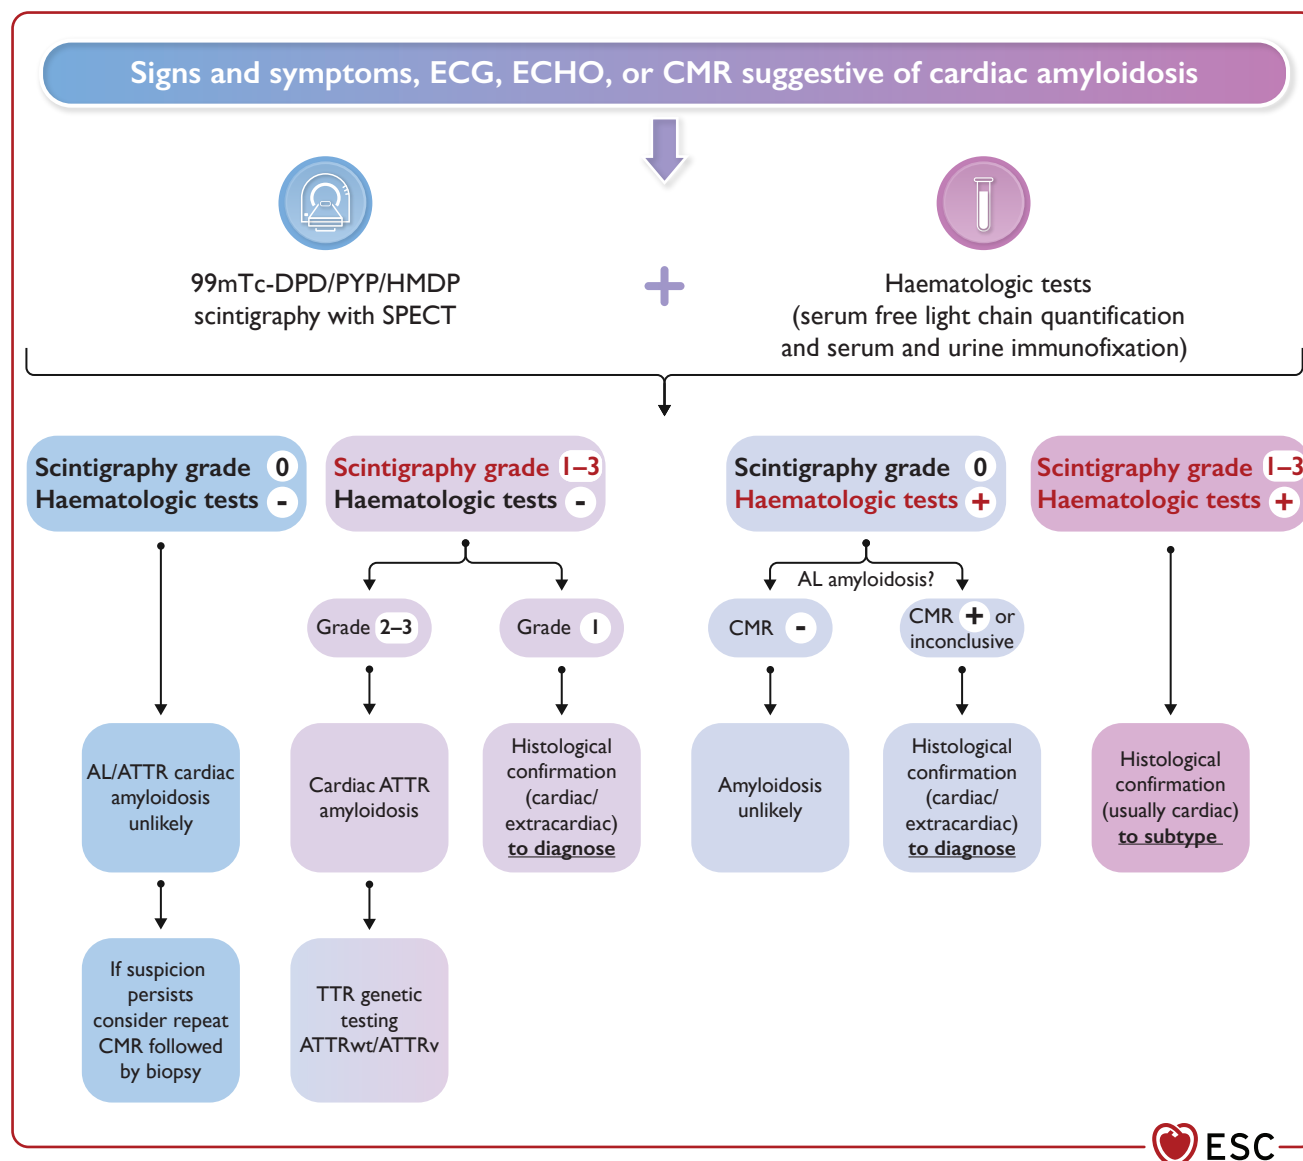 Signs and symptoms, ECG, ECHO, or CMR suggestive of cardiac amyloidosis
99mTc-DPD/PYP/HMDP
scintigraphy with SPECT
+
Haematologic tests
(serum free light chain quantification
and serum and urine immunofixation)
Scintigraphy grade 0
Haematologic tests -
Scintigraphy grade 1–3
Haematologic tests -
Scintigraphy grade 0
Haematologic tests +
Scintigraphy grade 1–3
Haematologic tests +
AL amyloidosis?
Grade 2–3
Grade 1
CMR -
CMR + or
inconclusive
AL/ATTR cardiac
amyloidosis
unlikely
Cardiac ATTR
amyloidosis
Histological
confirmation
(cardiac/
extracardiac)
to diagnose
Amyloidosis
unlikely
Histological
confirmation
(cardiac/
extracardiac)
to diagnose
Histological
confirmation
(usually cardiac)
to subtype
If suspicion
persists
consider repeat
CMR followed
by biopsy
TTR genetic
testing
ATTRwt/ATTRv
ESC